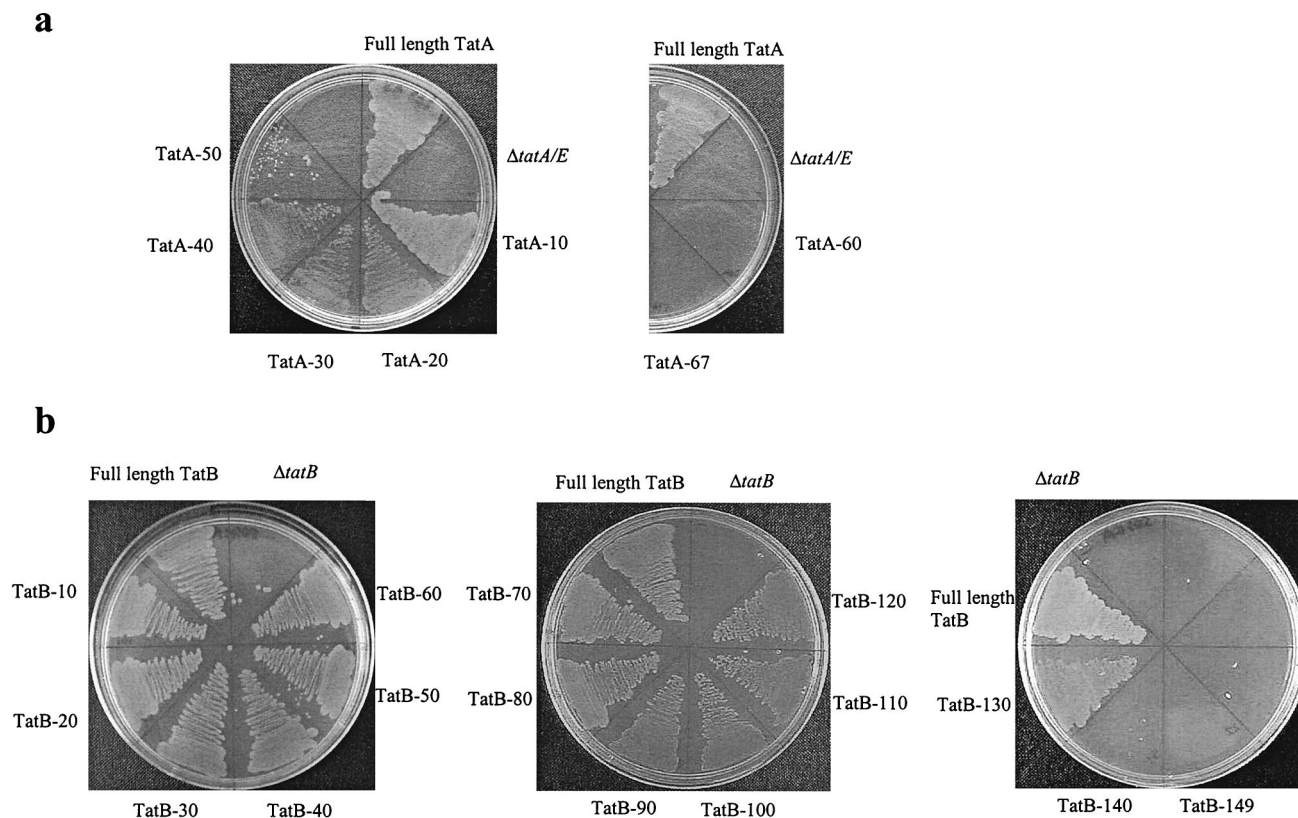 a
Full length TatA
Full length TatA
TatA-50
ΔtatA/E
ΔtatA/E
TatA-40
TatA-10
TatA-60
TatA-30
TatA-20
TatA-67
b
Full length TatB
ΔtatB
Full length TatB
ΔtatB
ΔtatB
TatB-10
TatB-60
TatB-70
TatB-120
Full length
TatB
TatB-20
TatB-50
TatB-80
TatB-110
TatB-130
TatB-30
TatB-40
TatB-90
TatB-100
TatB-140
TatB-149